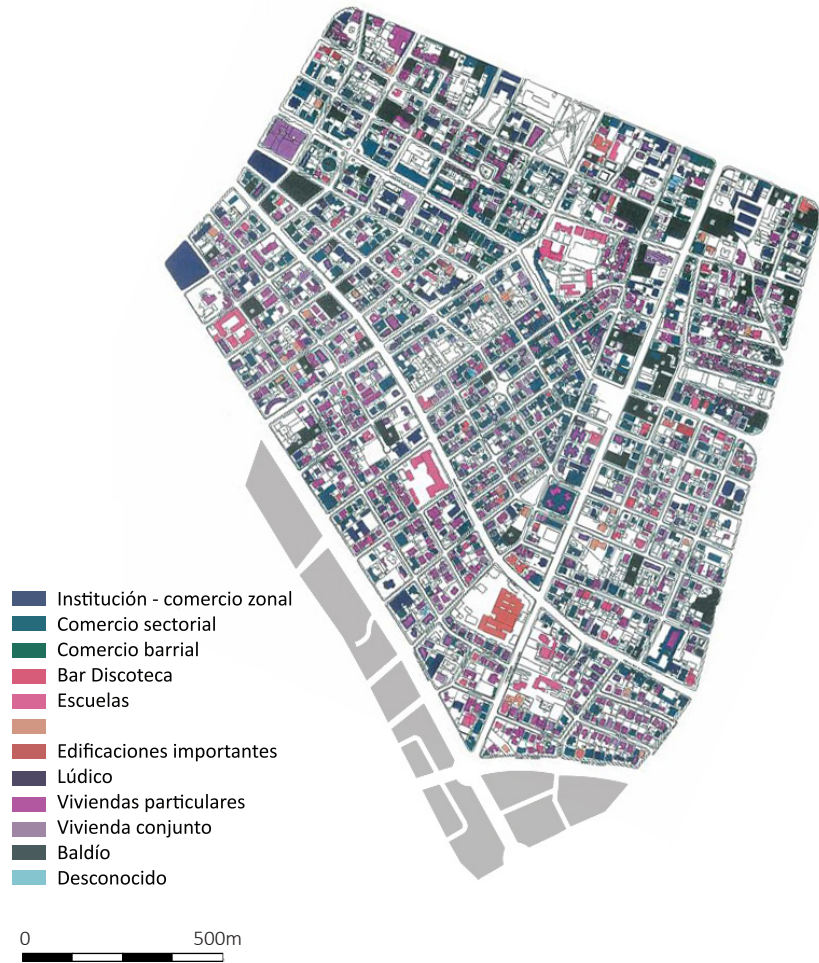 Institución - comercio zonal
Comercio sectorial
Comercio barrial
Bar Discoteca
Escuelas
Edificaciones importantes
Lúdico
Viviendas particulares
Vivienda conjunto
Baldío
Desconocido
0 500m